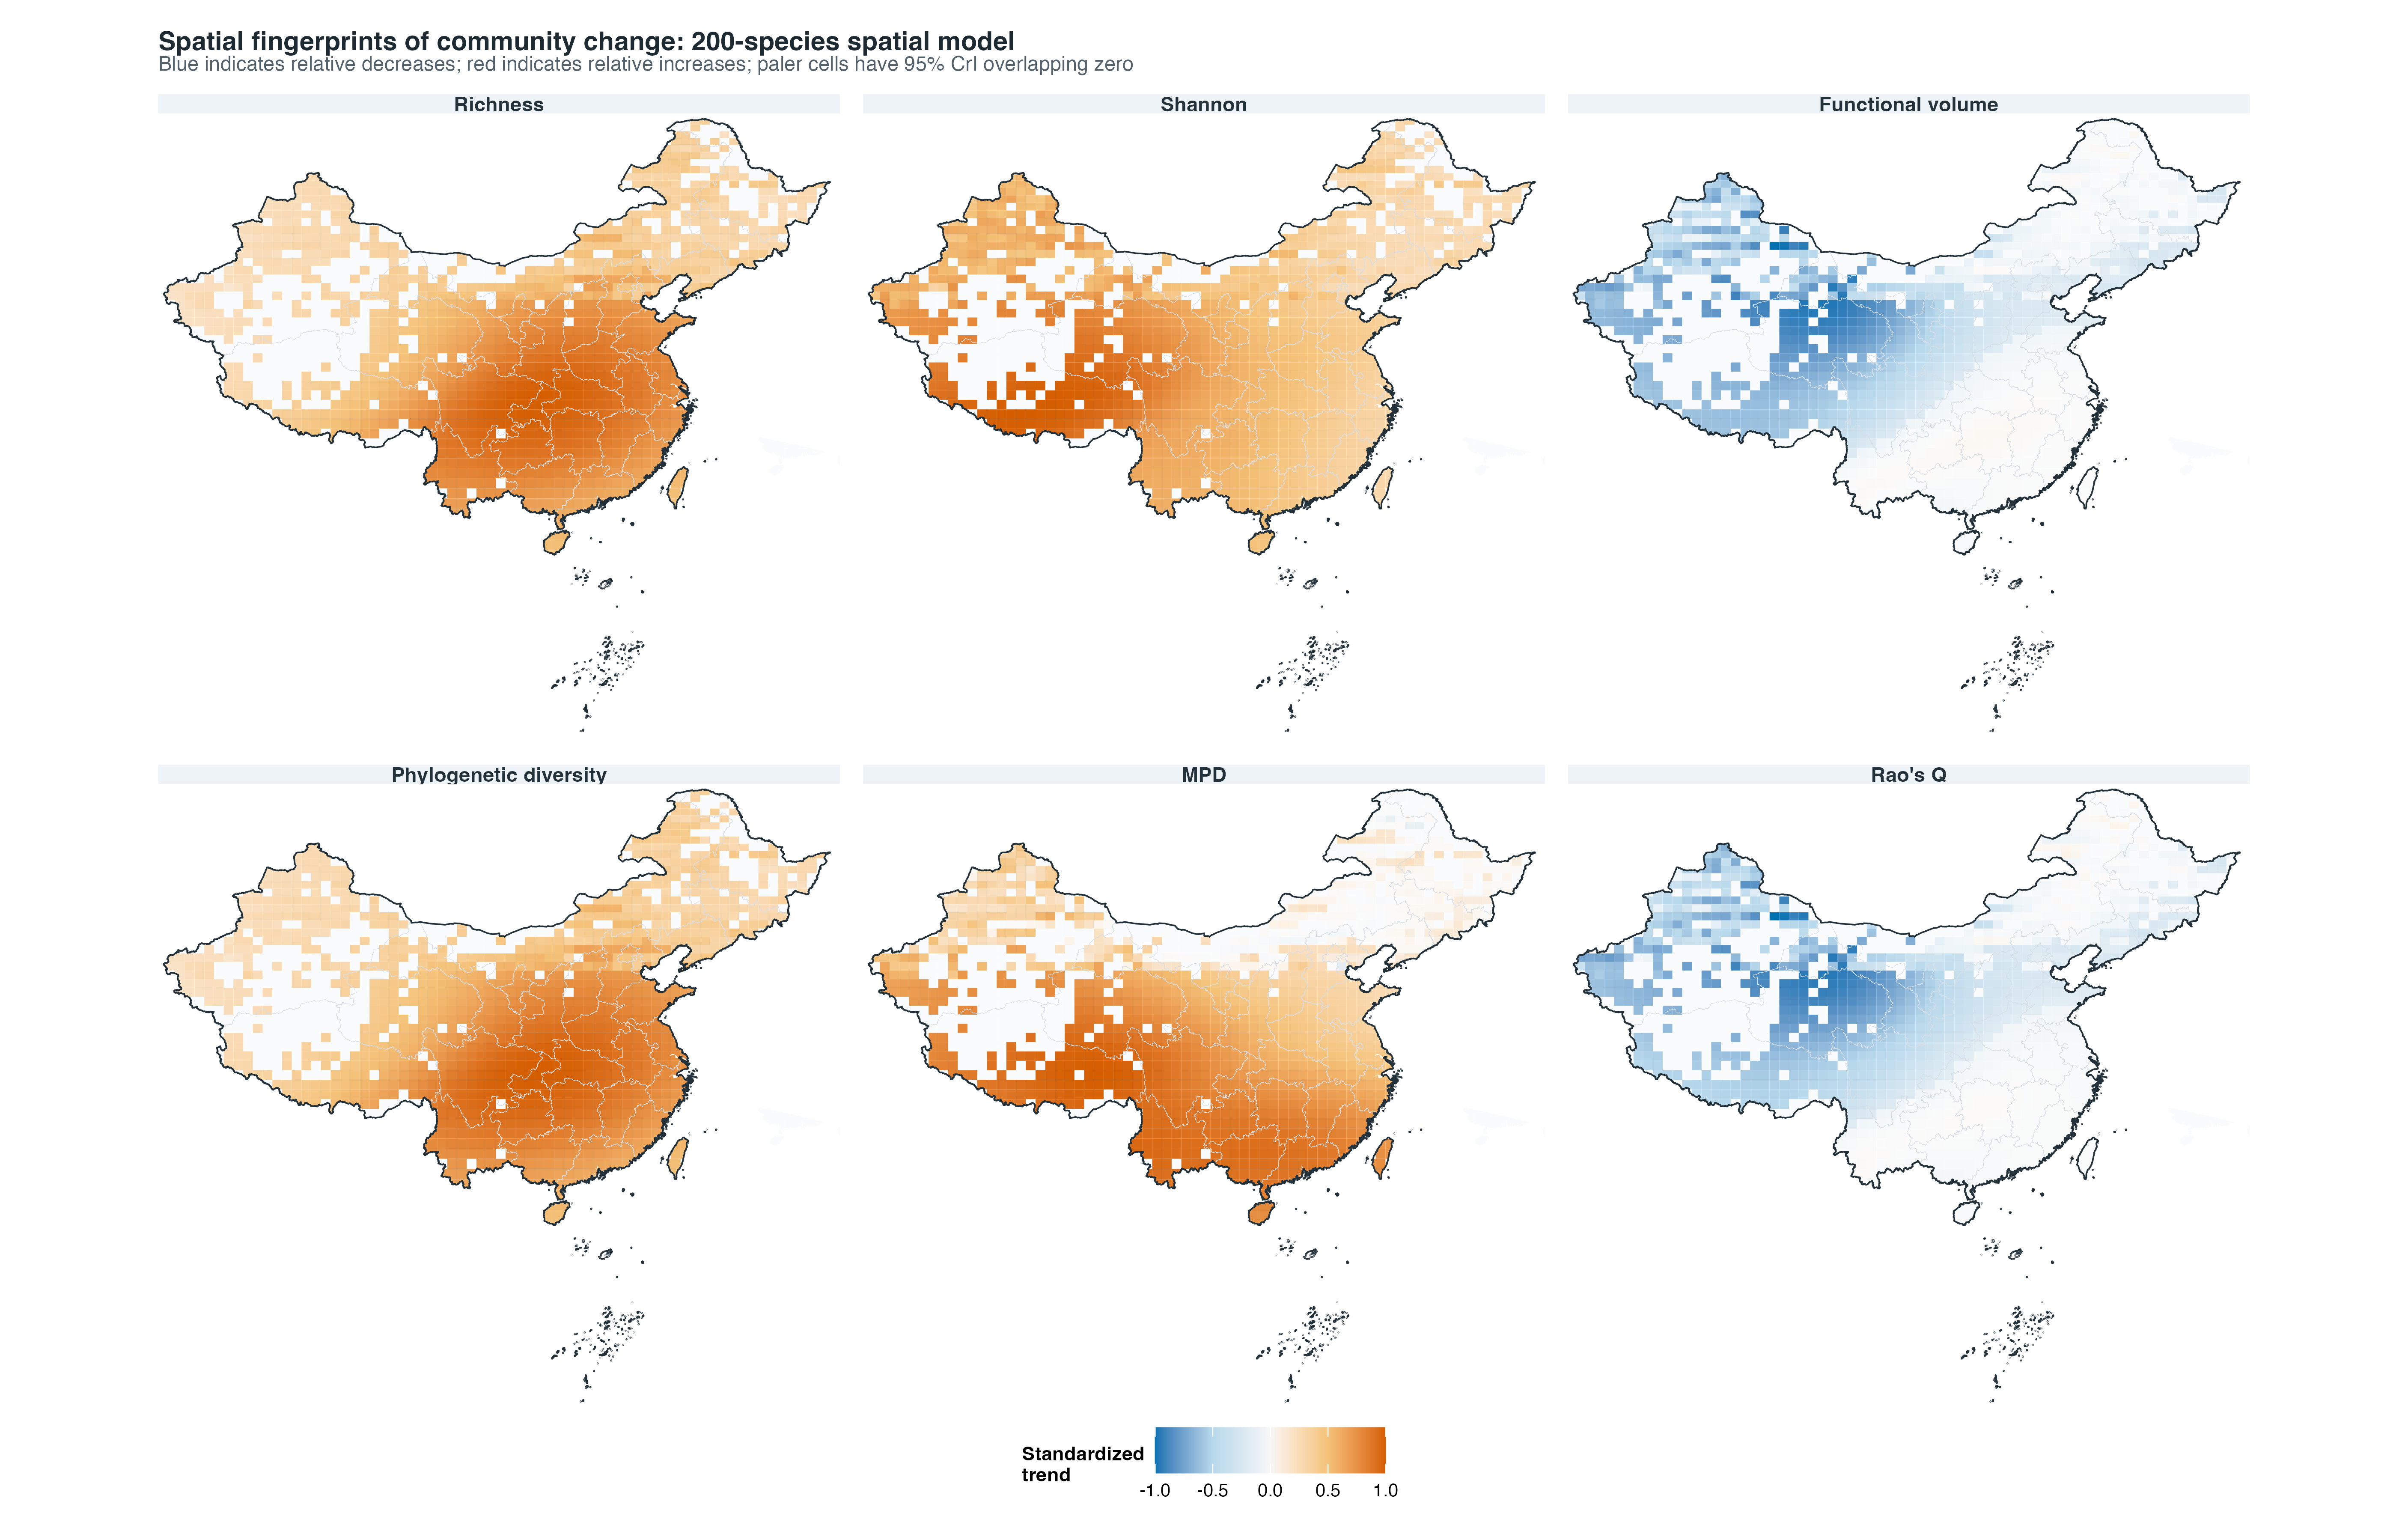 Spatial fingerprints of community change: 200-species spatial model
Blue indicates relative decreases; red indicates relative increases; paler cells have 95% CrI overlapping zero
Richness
Shannon
Functional volume
Phylogenetic diversity
MPD
Rao's Q
Standardized
trend
-1.0 -0.5 0.0 0.5 1.0